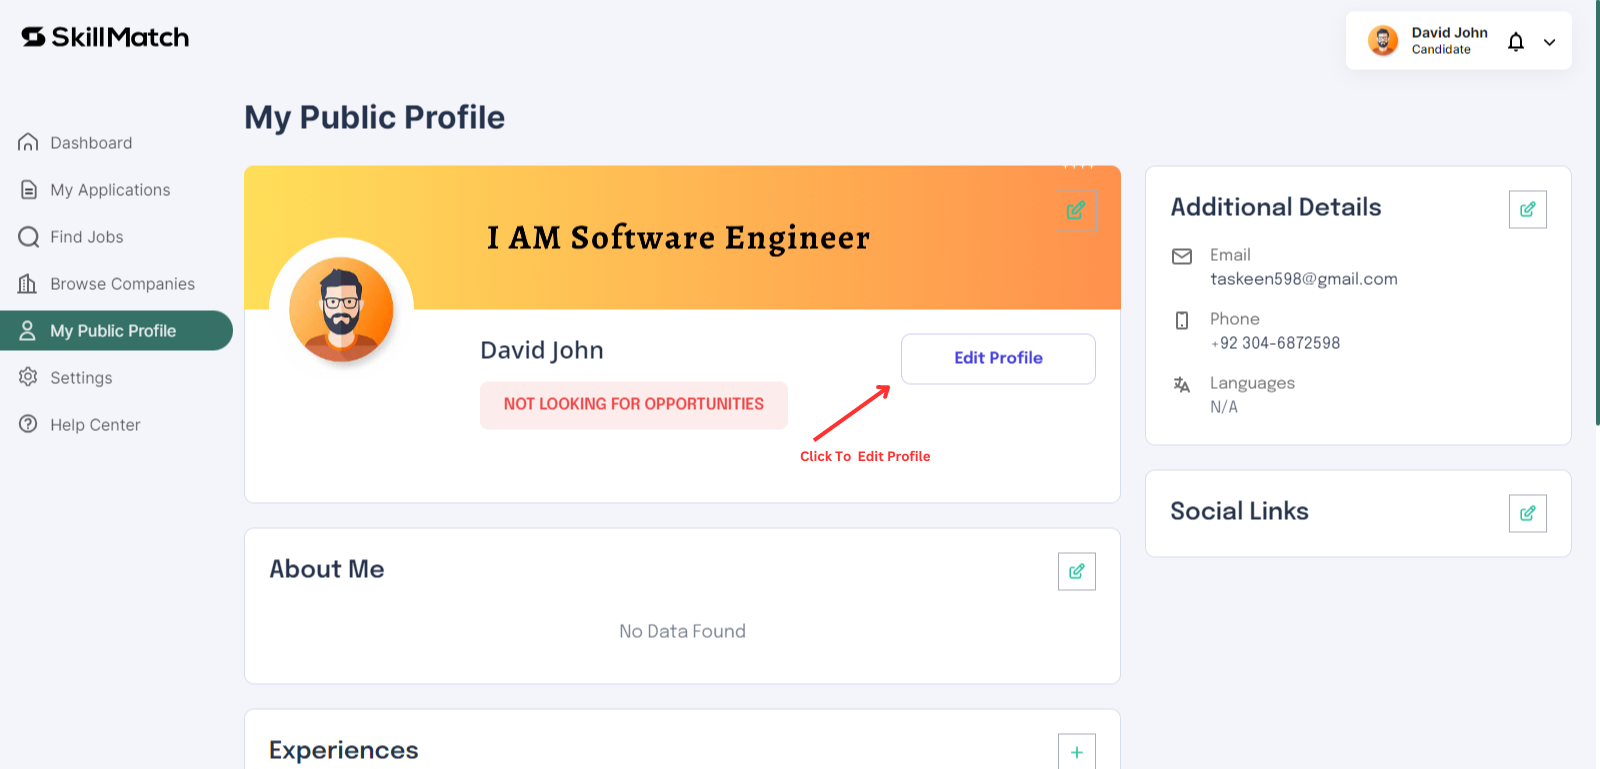 SkillMatch
David John
Candidate
Dashboard
My Applications
Find Jobs
Browse Companies
My Public Profile
Settings
Help Center
My Public Profile
I AM Software Engineer
David John
NOT LOOKING FOR OPPORTUNITIES
Edit Profile
Click To Edit Profile
About Me
No Data Found
Experiences
Additional Details
Email
taskeen598@gmail.com
Phone
+92 304-6872598
Languages
N/A
Social Links